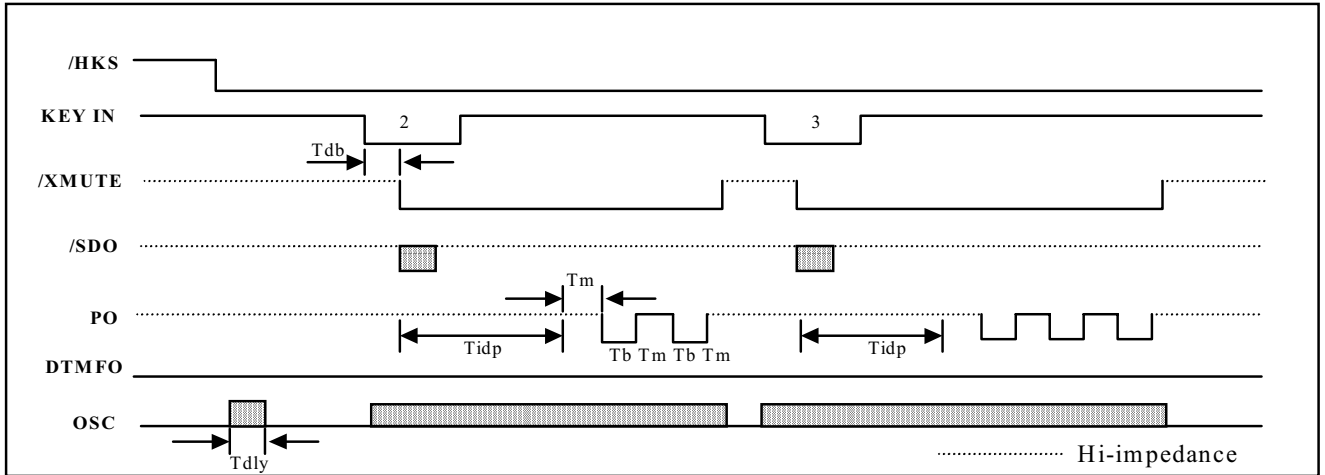 /HKS
KEY IN
2
3
Tdb
/XMUTE
/SDO
Tm
PO
Tidp
Tb Tm Tb Tm
Tidp
DTMFO
OSC
Tdly
Hi-impedance